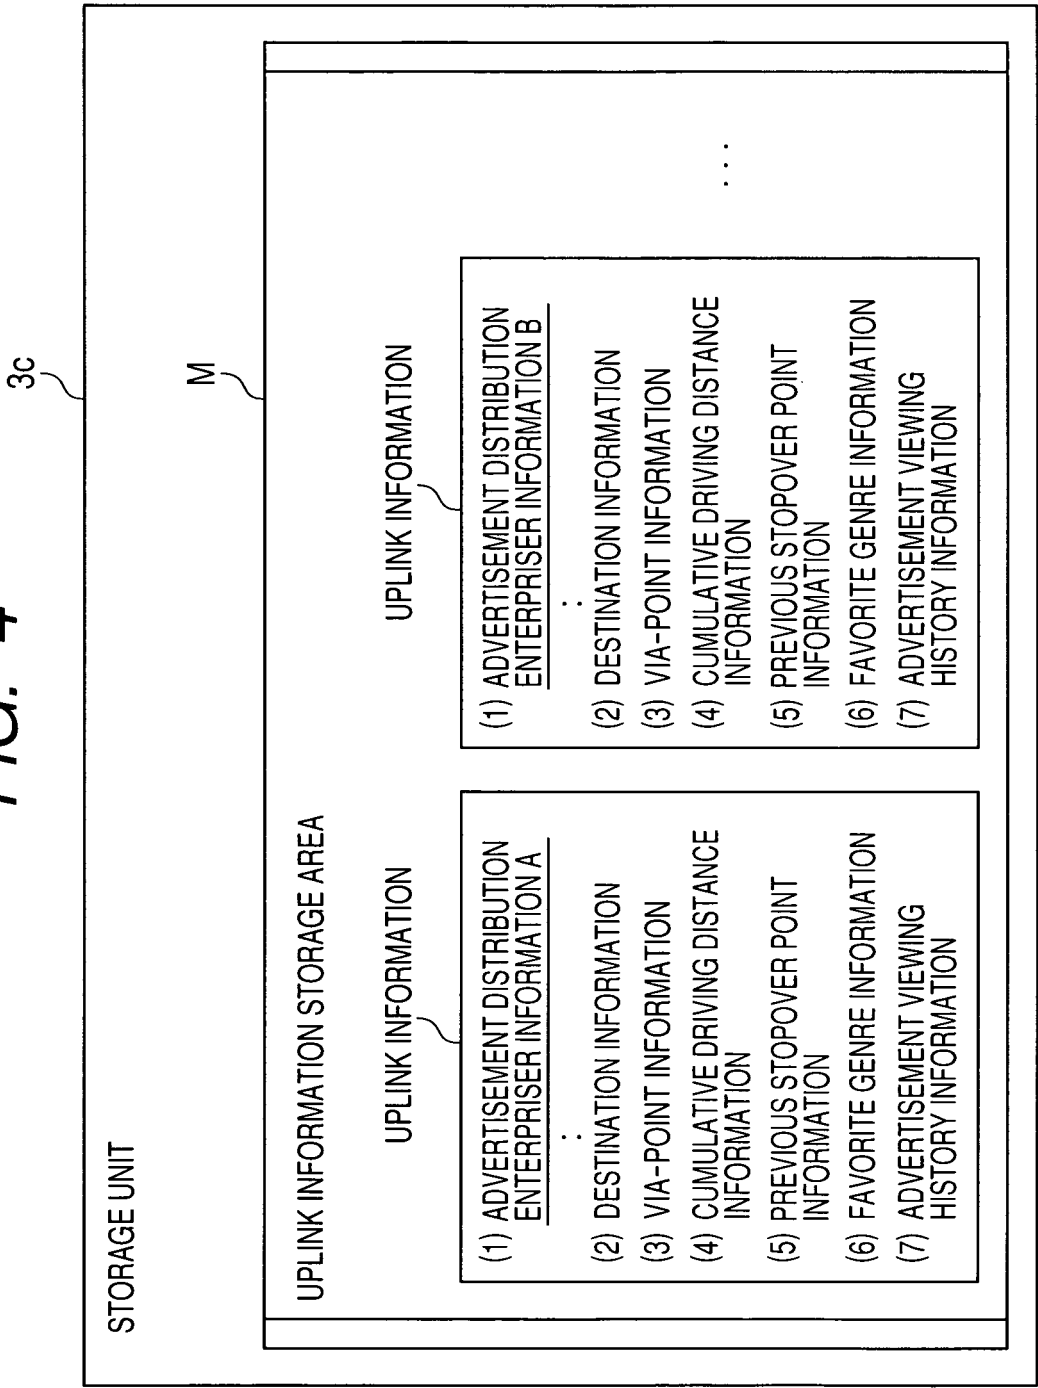 FIG. 4
3c
STORAGE UNIT
M
UPLINK INFORMATION STORAGE AREA
UPLINK INFORMATION
(1) ADVERTISEMENT DISTRIBUTION
ENTERPRISER INFORMATION A
:
(2) DESTINATION INFORMATION
(3) VIA-POINT INFORMATION
(4) CUMULATIVE DRIVING DISTANCE
INFORMATION
(5) PREVIOUS STOPOVER POINT
INFORMATION
(6) FAVORITE GENRE INFORMATION
(7) ADVERTISEMENT VIEWING
HISTORY INFORMATION
UPLINK INFORMATION
(1) ADVERTISEMENT DISTRIBUTION
ENTERPRISER INFORMATION B
:
(2) DESTINATION INFORMATION
(3) VIA-POINT INFORMATION
(4) CUMULATIVE DRIVING DISTANCE
INFORMATION
(5) PREVIOUS STOPOVER POINT
INFORMATION
(6) FAVORITE GENRE INFORMATION
(7) ADVERTISEMENT VIEWING
HISTORY INFORMATION
...